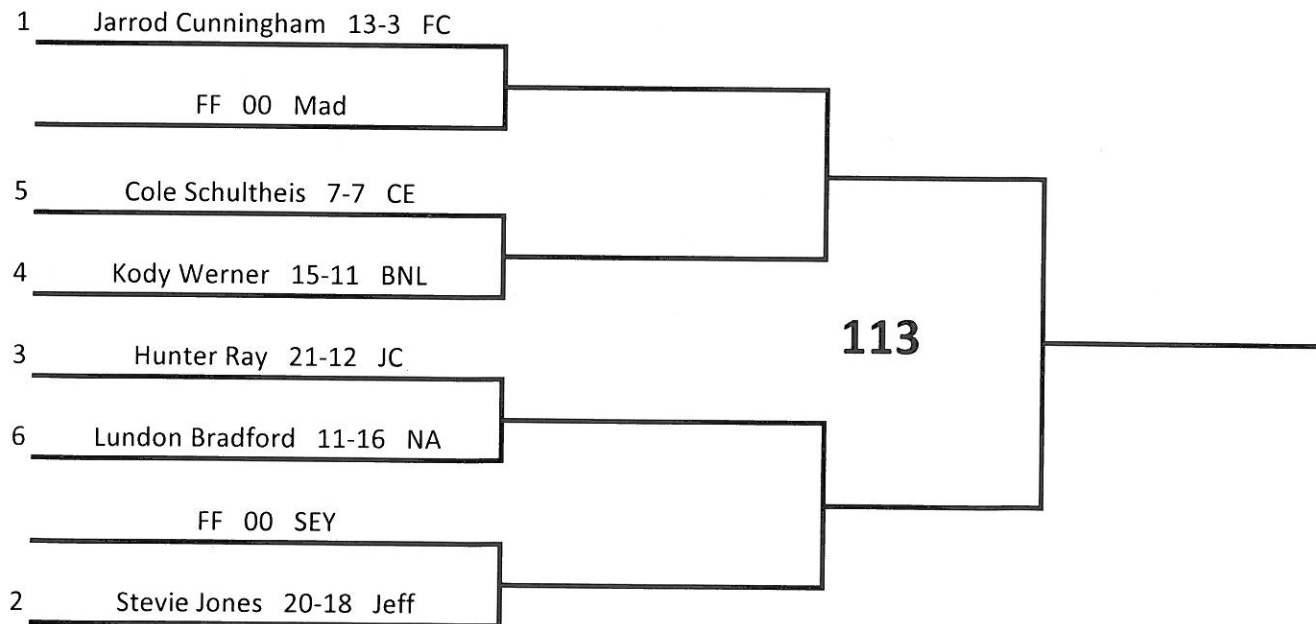 1 Jarrod Cunningham 13-3 FC
FF 00 Mad
5 Cole Schultheis 7-7 CE
4 Kody Werner 15-11 BNL
113
3 Hunter Ray 21-12 JC
6 Lundon Bradford 11-16 NA
FF 00 SEY
2 Stevie Jones 20-18 Jeff